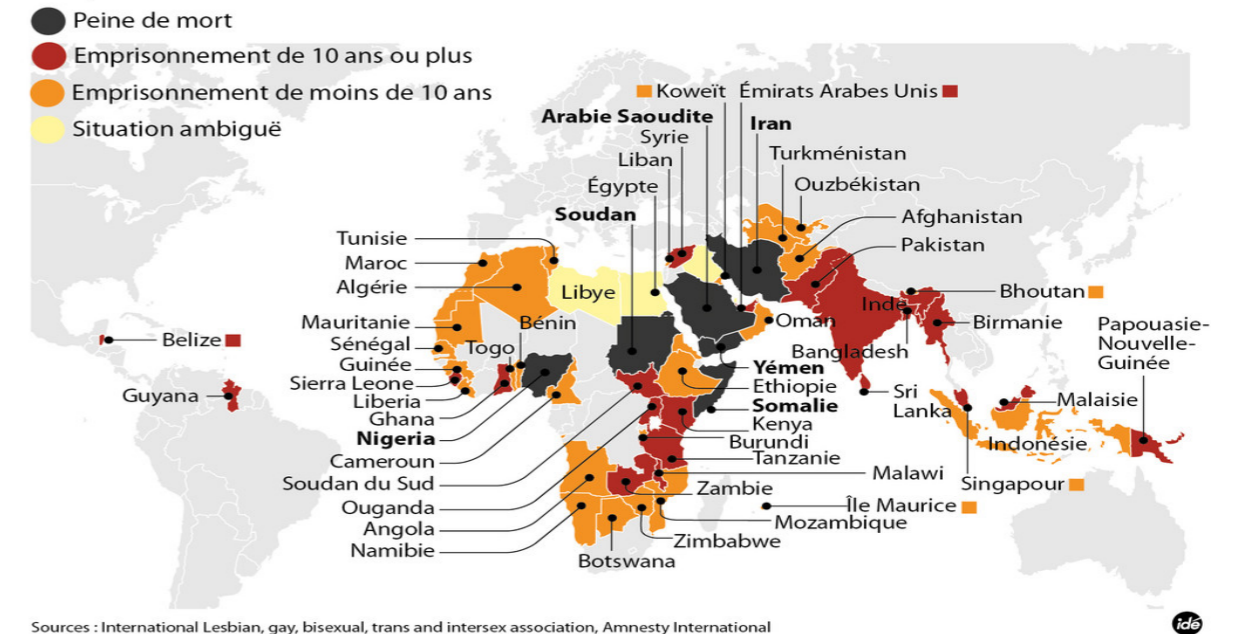 Peine de mort
Emprisonnement de 10 ans ou plus
Emprisonnement de moins de 10 ans
Situation ambiguë
Koweït
Émirats Arabes Unis
Arabie Saoudite
Iran
Syrie
Turkménistan
Liban
Égypte
Ouzbékistan
Soudan
Afghanistan
Tunisie
Pakistan
Maroc
Algérie
Libye
Inde
Bhoutan
Mauritanie
Bénin
Oman
Birmanie
Papouasie-
Nouvelle-
Guinée
Sénégal
Togo
Bangladesh
Guinée
Yémen
Sierra Leone
Ethiopie
Belize
Guyana
Liberia
Somalie
Sri
Lanka
Malaisie
Ghana
Kenya
Nigeria
Burundi
Indonésie
Cameroun
Tanzanie
Soudan du Sud
Malawi
Zambie
Singapour
Ouganda
Île Maurice
Angola
Mozambique
Namibie
Zimbabwe
Botswana
Sources : International Lesbian, gay, bisexual, trans and intersex association, Amnesty International
idé